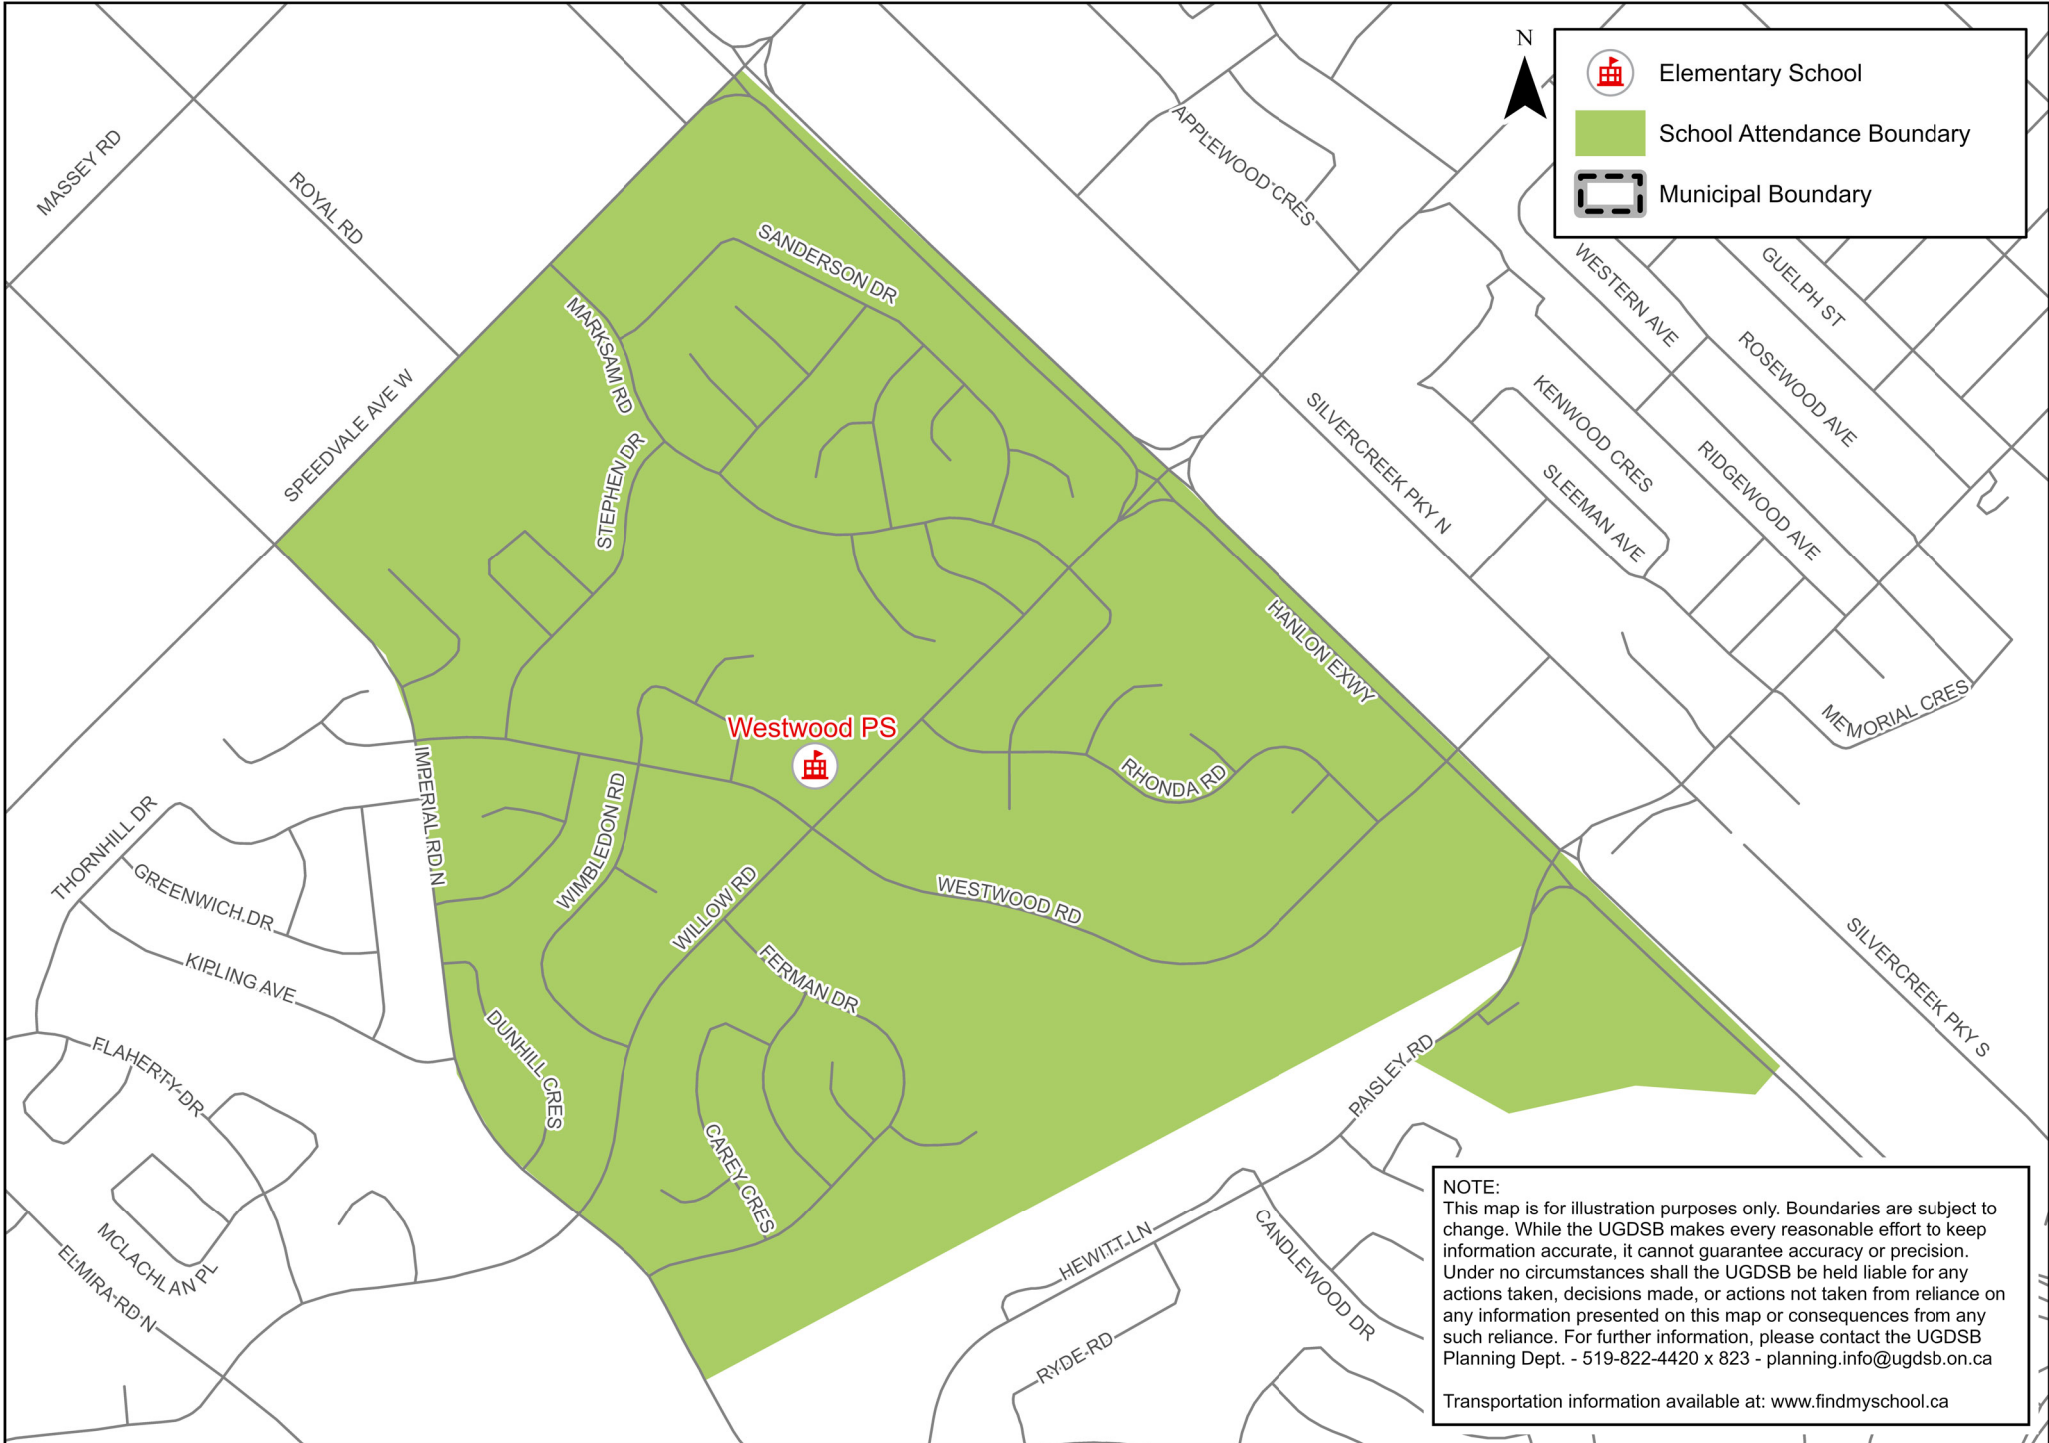 N
Elementary School
School Attendance Boundary
Municipal Boundary
MASSEY RD
ROYAL RD
APPLEWOOD CRES
SANDERSON DR
WESTERN AVE
GUELPH ST
MARKSAM RD
ROSEWOOD AVE
SPEEDVALE AVE W
SILVERCREEK PKY N
KENWOOD CRES
STEPHEN DR
SLEEMAN AVE
RIDGEWOOD AVE
HANLON EXWY
MEMORIAL CRES
Westwood PS
IMPERIAL RD N
RHONDA RD
THORNHILL DR
WIMBLEDON RD
GREENWICH DR
WILLOW RD
WESTWOOD RD
KIPLING AVE
FERMAN DR
SILVERCREEK PKY S
DUNHILL CRES
FLAHERTY DR
PAISLEY RD
CAREY CRES
MCLACHLAN PL
ELMIRA RD N
HEWITT LN
CANDLEWOOD DR
RYDE RD
NOTE:
This map is for illustration purposes only. Boundaries are subject to
change. While the UGDSB makes every reasonable effort to keep
information accurate, it cannot guarantee accuracy or precision.
Under no circumstances shall the UGDSB be held liable for any
actions taken, decisions made, or actions not taken from reliance on
any information presented on this map or consequences from any
such reliance. For further information, please contact the UGDSB
Planning Dept. - 519-822-4420 x 823 - planning.info@ugdsb.on.ca
Transportation information available at: www.findmyschool.ca